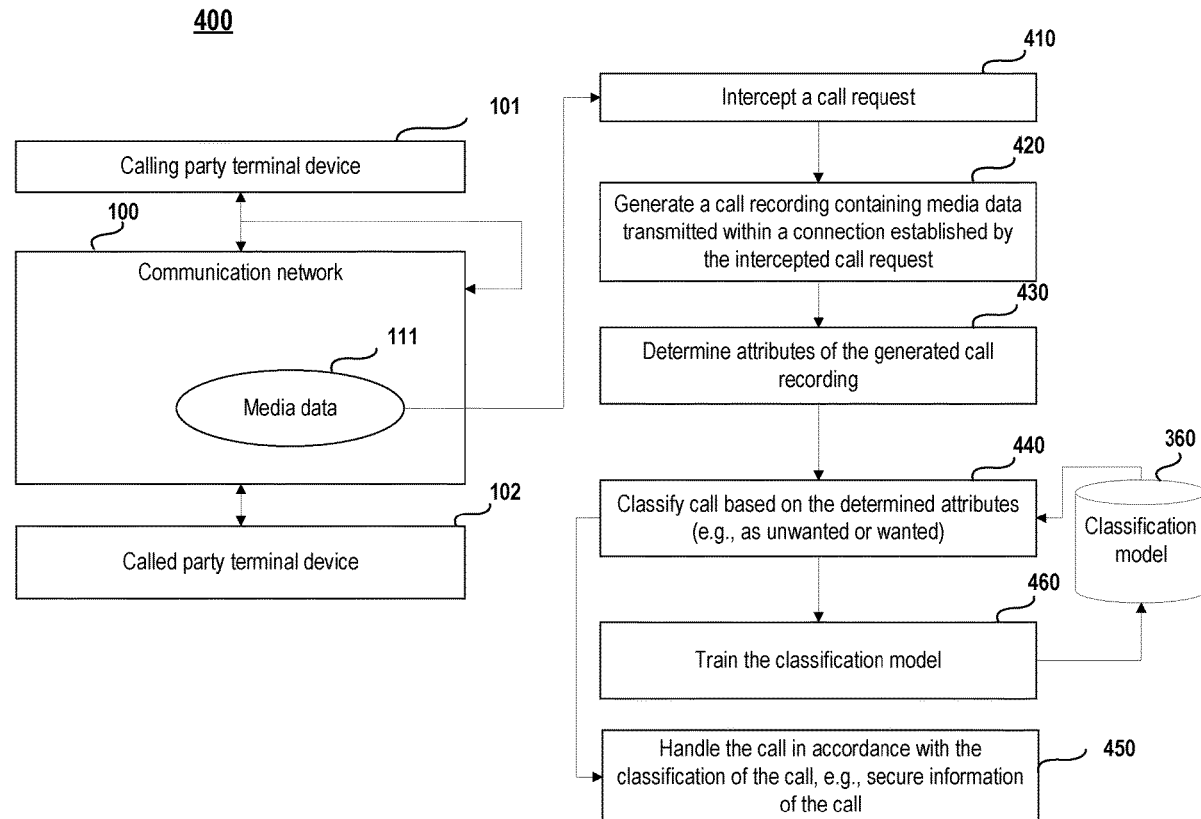 400
101
Calling party terminal device
100
Communication network
111
Media data
102
Called party terminal device
410
Intercept a call request
420
Generate a call recording containing media data
transmitted within a connection established by
the intercepted call request
430
Determine attributes of the generated call
recording
440
Classify call based on the determined attributes
(e.g., as unwanted or wanted)
360
Classification
model
460
Train the classification model
Handle the call in accordance with the
classification of the call, e.g., secure information
of the call
450